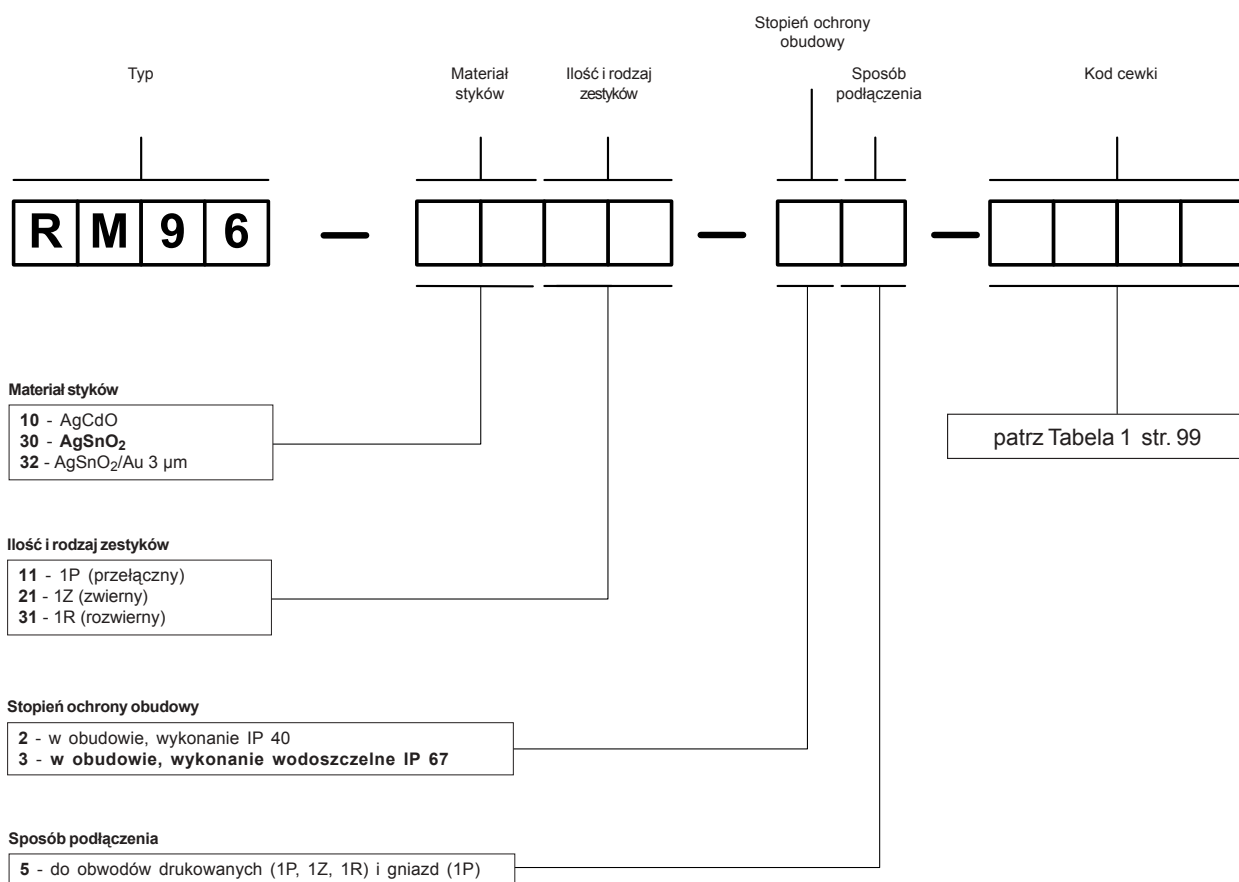 Stopień ochrony
obudowy
Typ
Materiał
styków
Ilość i rodzaj
zestyków
Sposób
podłączenia
Kod cewki
R M 9 6 — — —
Materiał styków
10 - AgCdO
30 - AgSnO₂
32 - AgSnO₂/Au 3 μm
patrz Tabela 1 str. 99
Ilość i rodzaj zestyków
11 - 1P (przełączny)
21 - 1Z (zwierny)
31 - 1R (rozwierny)
Stopień ochrony obudowy
2 - w obudowie, wykonanie IP 40
3 - w obudowie, wykonanie wodoszczelne IP 67
Sposób podłączenia
5 - do obwodów drukowanych (1P, 1Z, 1R) i gniazd (1P)